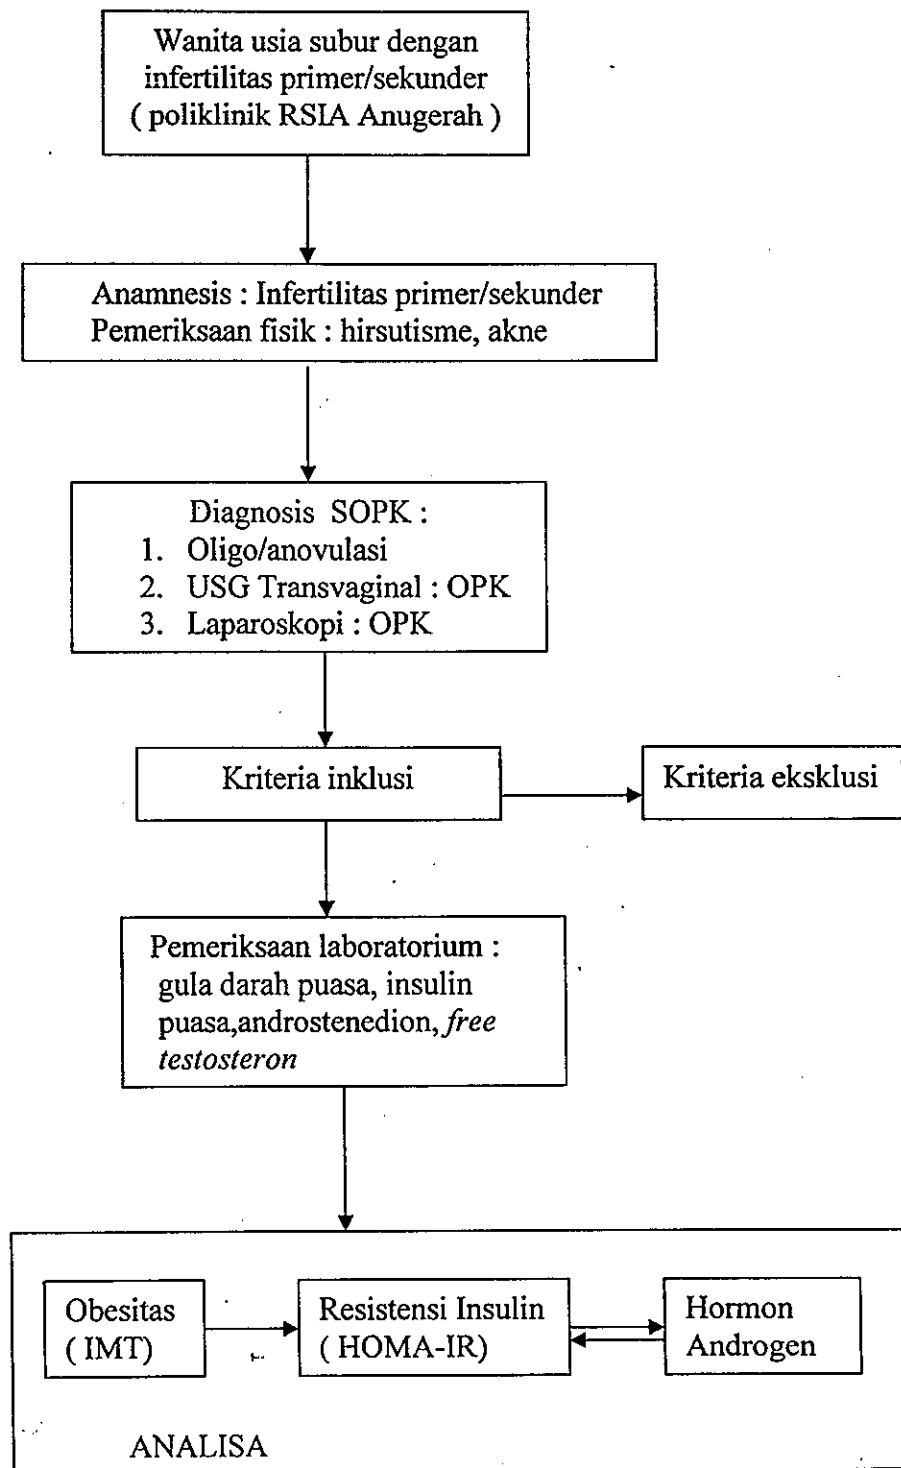 Wanita usia subur dengan
infertilitas primer/sekunder
( poliklinik RSIA Anugerah )
Anamnesis : Infertilitas primer/sekunder
Pemeriksaan fisik : hirsutisme, akne
Diagnosis SOPK :
1. Oligo/anovulasi
2. USG Transvaginal : OPK
3. Laparoskopi : OPK
Kriteria inklusi
Kriteria eksklusi
Pemeriksaan laboratorium :
gula darah puasa, insulin
puasa,androstenedion, free
testosteron
Obesitas
( IMT)
Resistensi Insulin
( HOMA-IR)
Hormon
Androgen
ANALISA